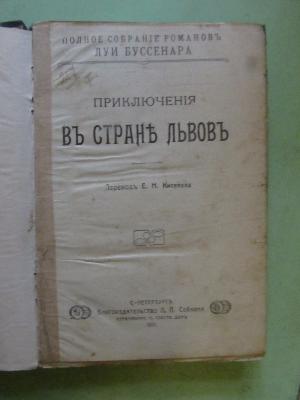 ПОЛНОЕ СОБРАНІЕ РОМАНОВЪ
ЛУИ БУССЕНАРА
ПРИКЛЮЧЕНІЯ
ВЪ СТРАНѢ ЛЬВОВЪ
Переводъ Е. Н. Киселева
С.-ПЕТЕРБУРГЪ
Книгоиздательство П. П. Сойкина